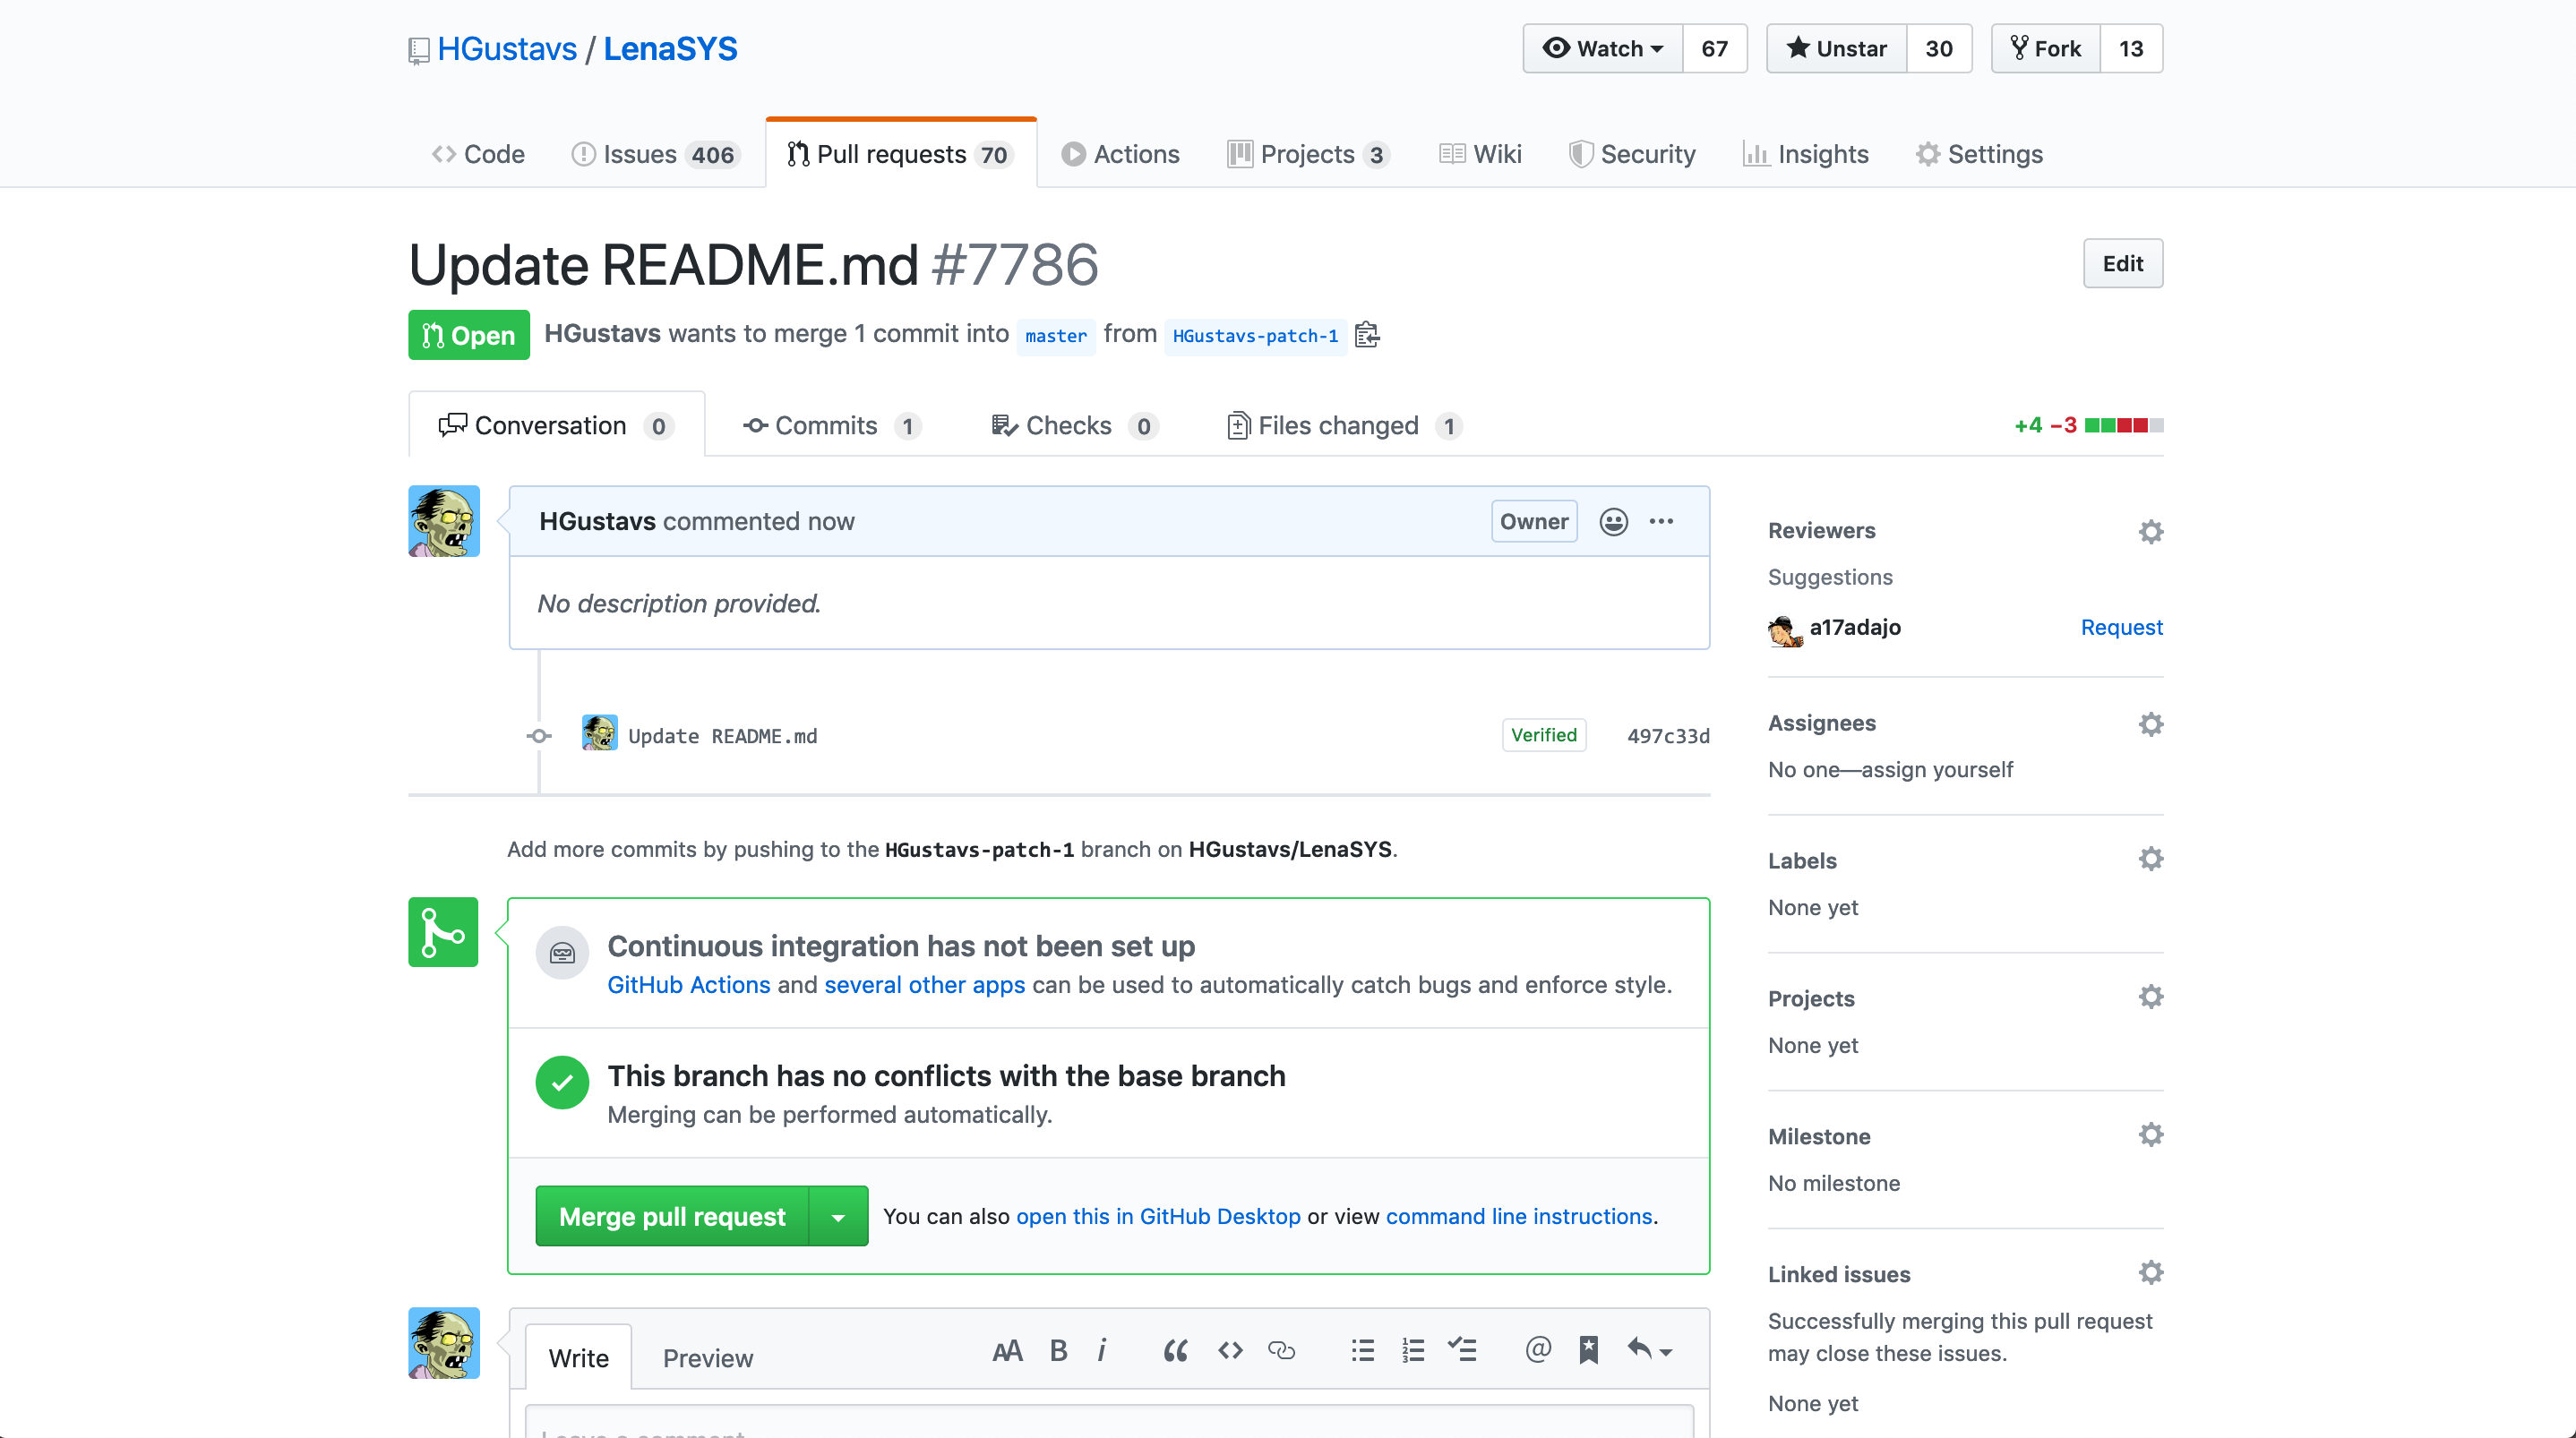 HGustavs / LenaSYS
Watch 67 Unstar 30 Fork 13
Code Issues 406 Pull requests 70 Actions Projects 3 Wiki Security Insights Settings
Update README.md #7786
Edit
Open HGustavs wants to merge 1 commit into master from HGustavs-patch-1
Conversation 0 Commits 1 Checks 0 Files changed 1
+4 −3
HGustavs commented now
Owner
No description provided.
Update README.md
Verified 497c33d
Add more commits by pushing to the HGustavs-patch-1 branch on HGustavs/LenaSYS.
Continuous integration has not been set up
GitHub Actions and several other apps can be used to automatically catch bugs and enforce style.
This branch has no conflicts with the base branch
Merging can be performed automatically.
Merge pull request
You can also open this in GitHub Desktop or view command line instructions.
Write Preview
AA B i
Leave a comment
Reviewers
Suggestions
a17adajo Request
Assignees
No one—assign yourself
Labels
None yet
Projects
None yet
Milestone
No milestone
Linked issues
Successfully merging this pull request
may close these issues.
None yet